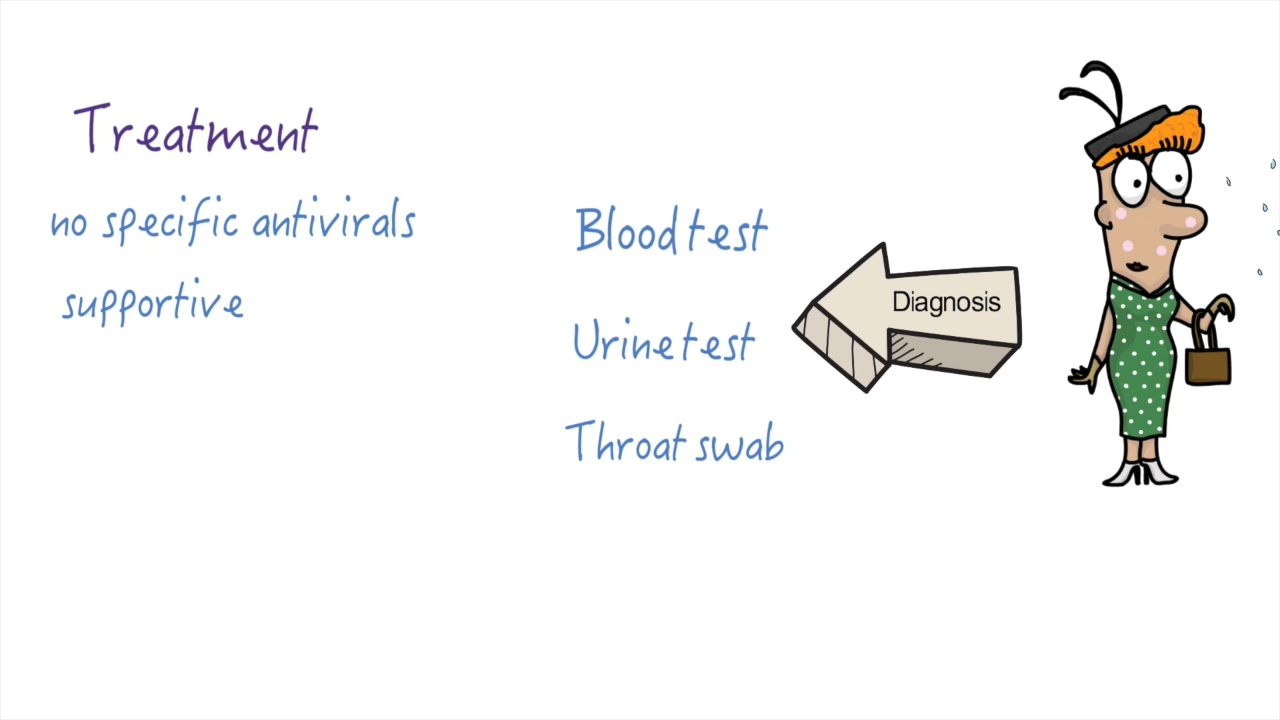 Treatment
no specific antivirals
supportive
Blood test
Urine test
Throat swab
Diagnosis